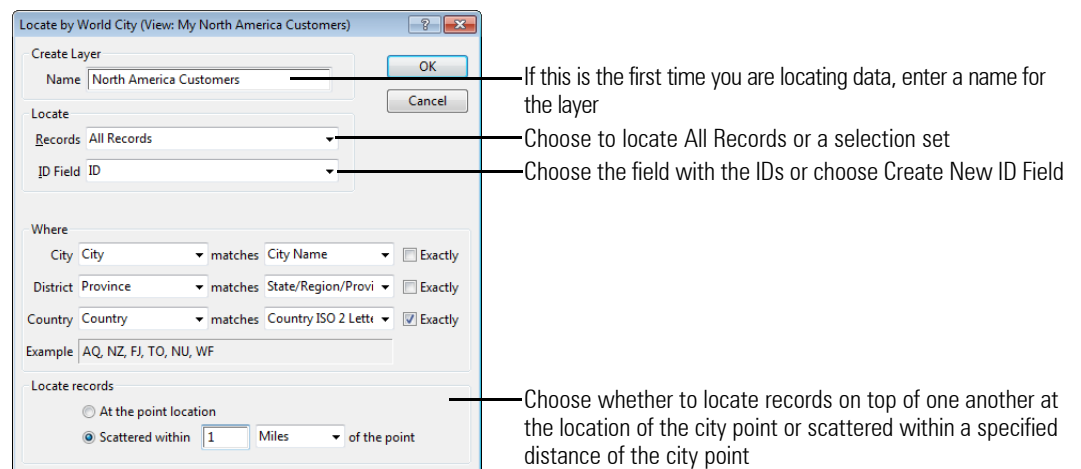 Locate by World City (View: My North America Customers)
?
Create Layer
Name North America Customers
OK
Cancel
If this is the first time you are locating data, enter a name for
the layer
Locate
Records All Records
Choose to locate All Records or a selection set
ID Field ID
Choose the field with the IDs or choose Create New ID Field
Where
City City matches City Name Exactly
District Province matches State/Region/Provi Exactly
Country Country matches Country ISO 2 Lette Exactly
Example AQ, NZ, FJ, TO, NU, WF
Locate records
At the point location
Scattered within 1 Miles of the point
Choose whether to locate records on top of one another at
the location of the city point or scattered within a specified
distance of the city point